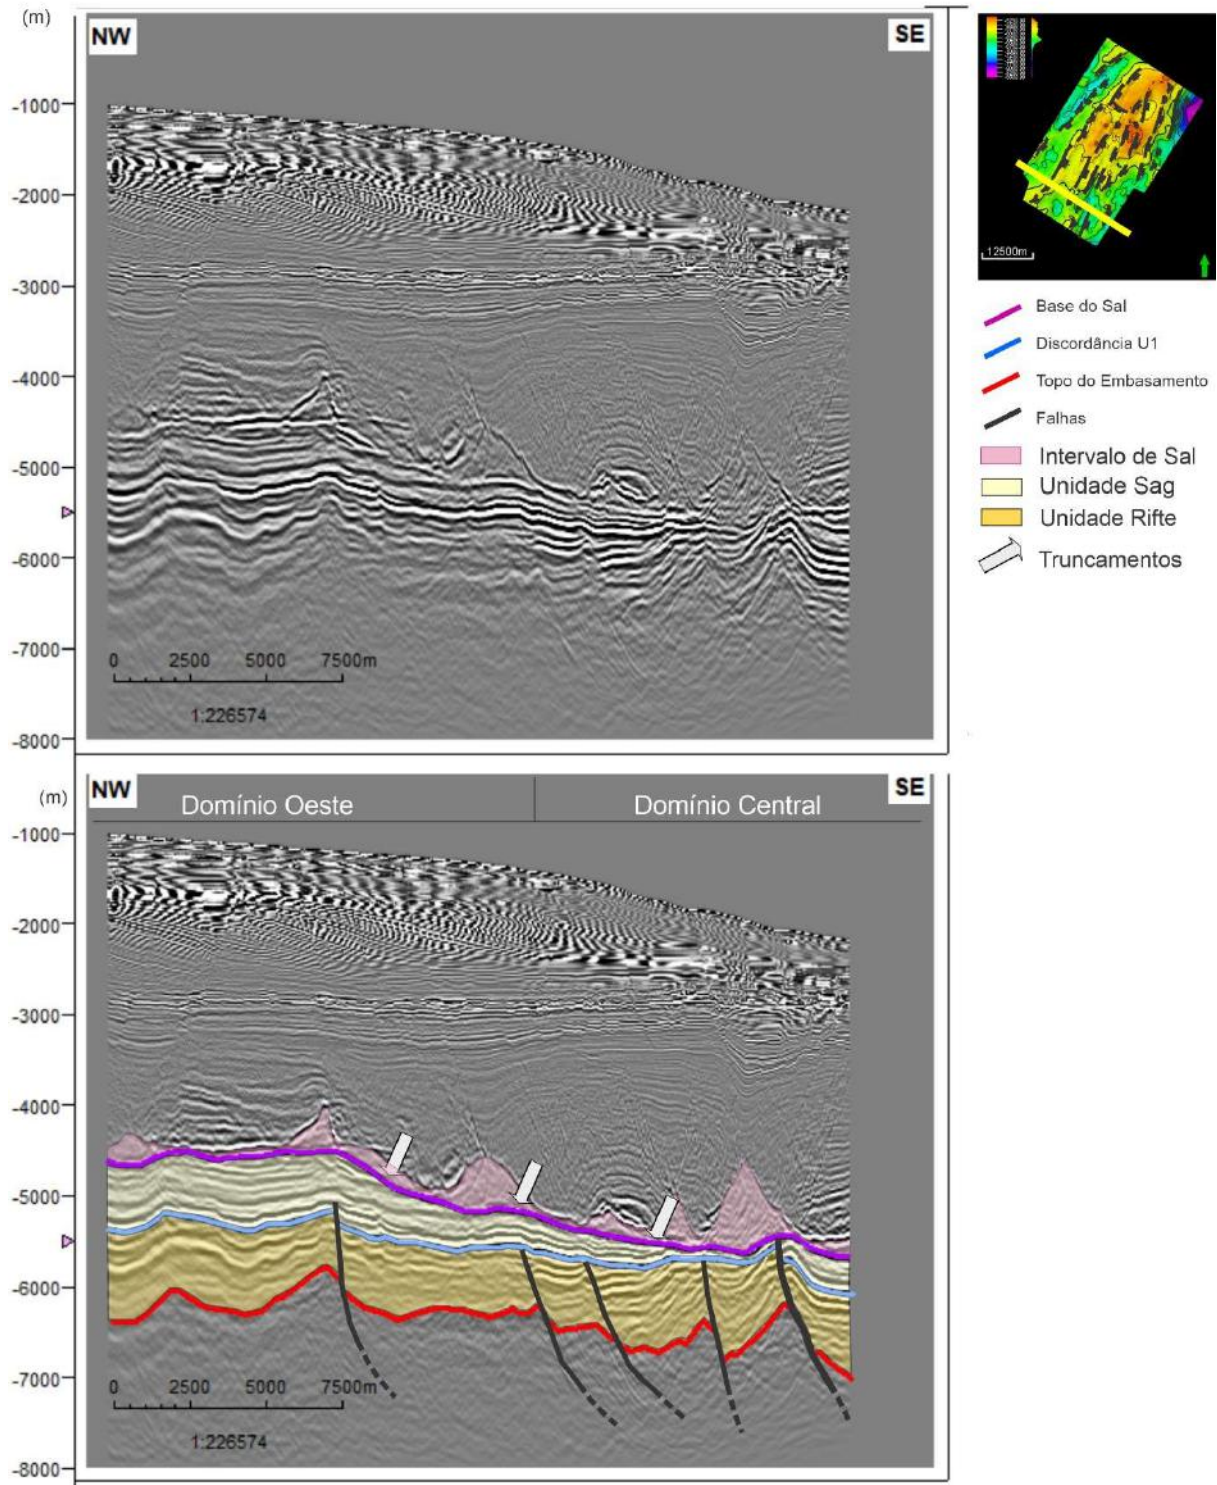 (m)
NW
SE
-1000
-2000
-3000
-4000
-5000
-6000
-7000
-8000
0 2500 5000 7500m
1:226574
12500m
Base do Sal
Discordância U1
Topo do Embasamento
Falhas
Intervalo de Sal
Unidade Sag
Unidade Rifte
Truncamentos
(m)
NW
SE
Domínio Oeste
Domínio Central
-1000
-2000
-3000
-4000
-5000
-6000
-7000
-8000
0 2500 5000 7500m
1:226574